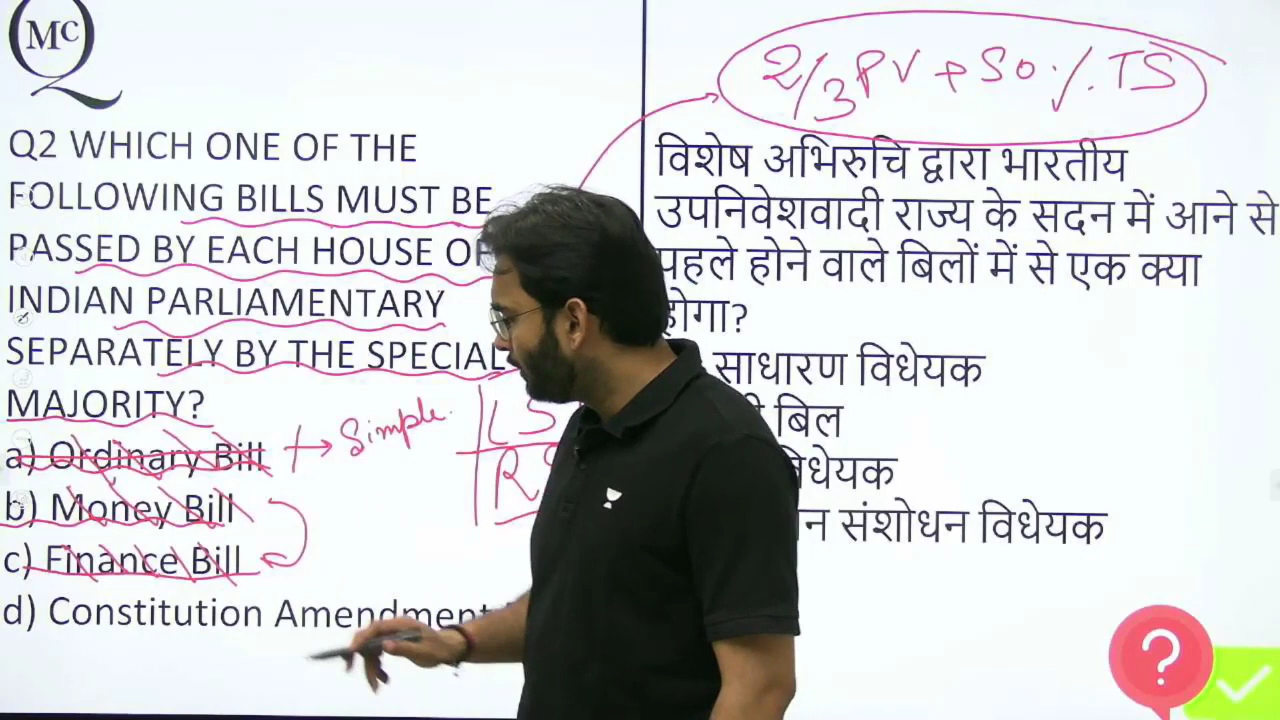 MC
Q2 WHICH ONE OF THE
FOLLOWING BILLS MUST BE
PASSED BY EACH HOUSE OF
INDIAN PARLIAMENTARY
SEPARATELY BY THE SPECIAL
MAJORITY?
a) Ordinary Bill → Simple.
b) Money Bill
c) Finance Bill
d) Constitution Amendment
LS
RS
2/3 PV + 50%. TS
विशेष अभिरुचि द्वारा भारतीय
उपनिवेशवादी राज्य के सदन में आने से
पहले होने वाले बिलों में से एक क्या
होगा?
साधारण विधेयक
बिल
विधेयक
न संशोधन विधेयक
?